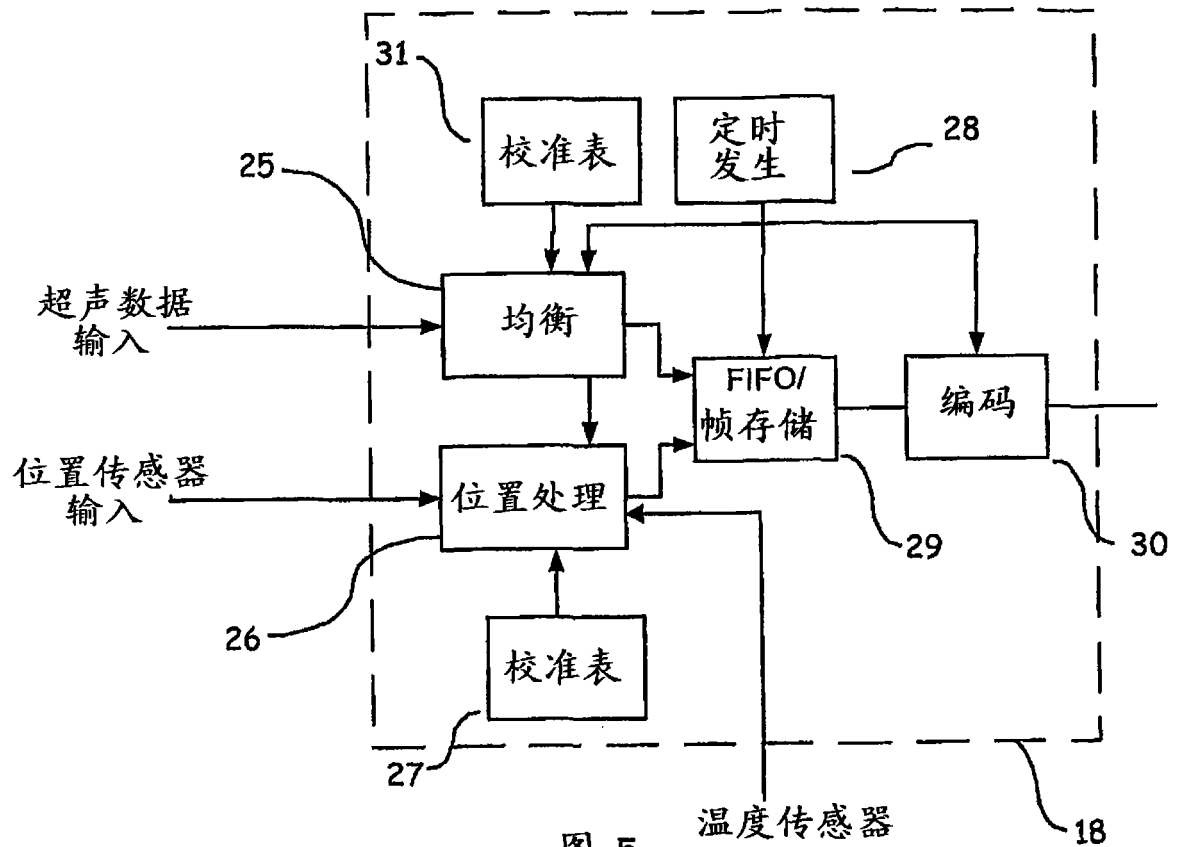 31
校准表
定时
发生
28
25
超声数据
输入
均衡
FIFO/
帧存储
编码
位置传感器
输入
位置处理
29
30
26
校准表
27
温度传感器
18
图 5